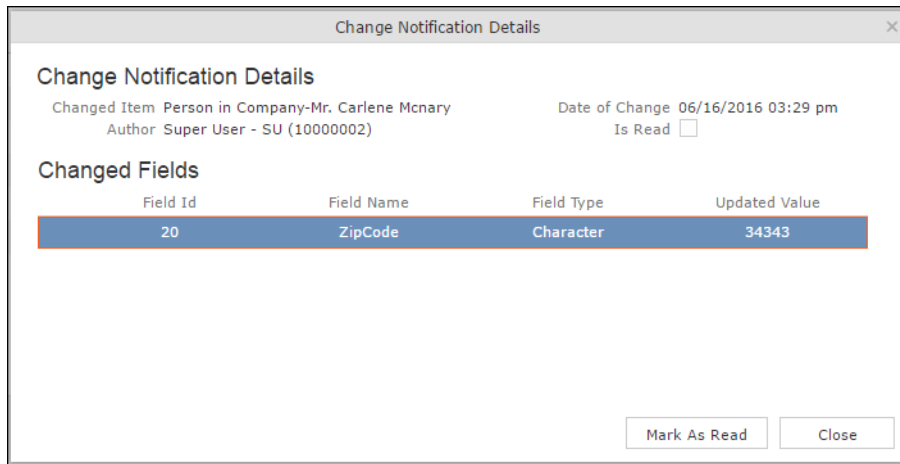 Change Notification Details
Change Notification Details
Changed Item Person in Company-Mr. Carlene Mcnary Date of Change 06/16/2016 03:29 pm
Author Super User - SU (10000002) Is Read
Changed Fields
Field Id Field Name Field Type Updated Value
20 ZipCode Character 34343
Mark As Read Close